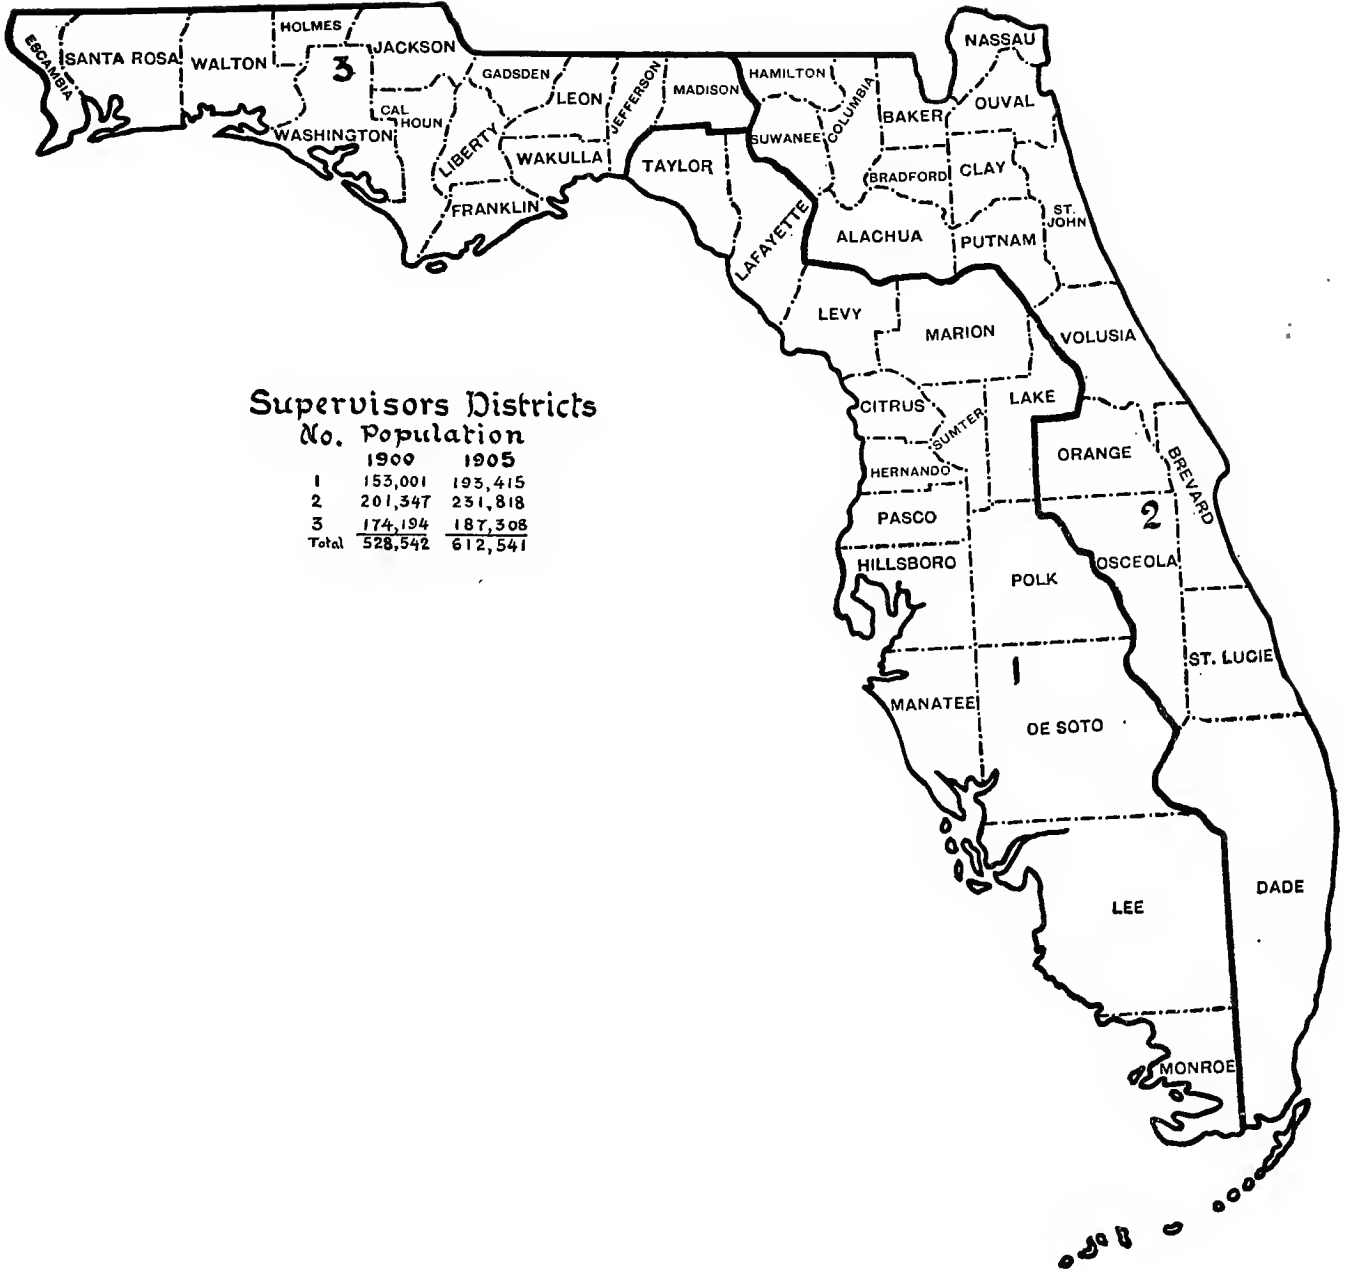 NASSAU
HOLMES
JACKSON
ESCAMBIA
SANTA ROSA
WALTON
3
GADSDEN
LEON
JEFFERSON
MADISON
HAMILTON
COLUMBIA
BAKER
OUVAL
CAL
HOUN
WASHINGTON
LIBERTY
WAKULLA
TAYLOR
SUWANEE
BRADFORD
CLAY
FRANKLIN
LAFAYETTE
ALACHUA
PUTNAM
ST.
JOHN
LEVY
MARION
VOLUSIA
CITRUS
SUMTER
LAKE
ORANGE
BREVARD
HERNANDO
PASCO
2
HILLSBORO
POLK
OSCEOLA
1
ST. LUCIE
MANATEE
DE SOTO
LEE
DADE
MONROE
Supervisors Districts
No. Population
1900 1905
1 153,001 193,415
2 201,347 231,818
3 174,194 187,308
Total 528,542 612,541